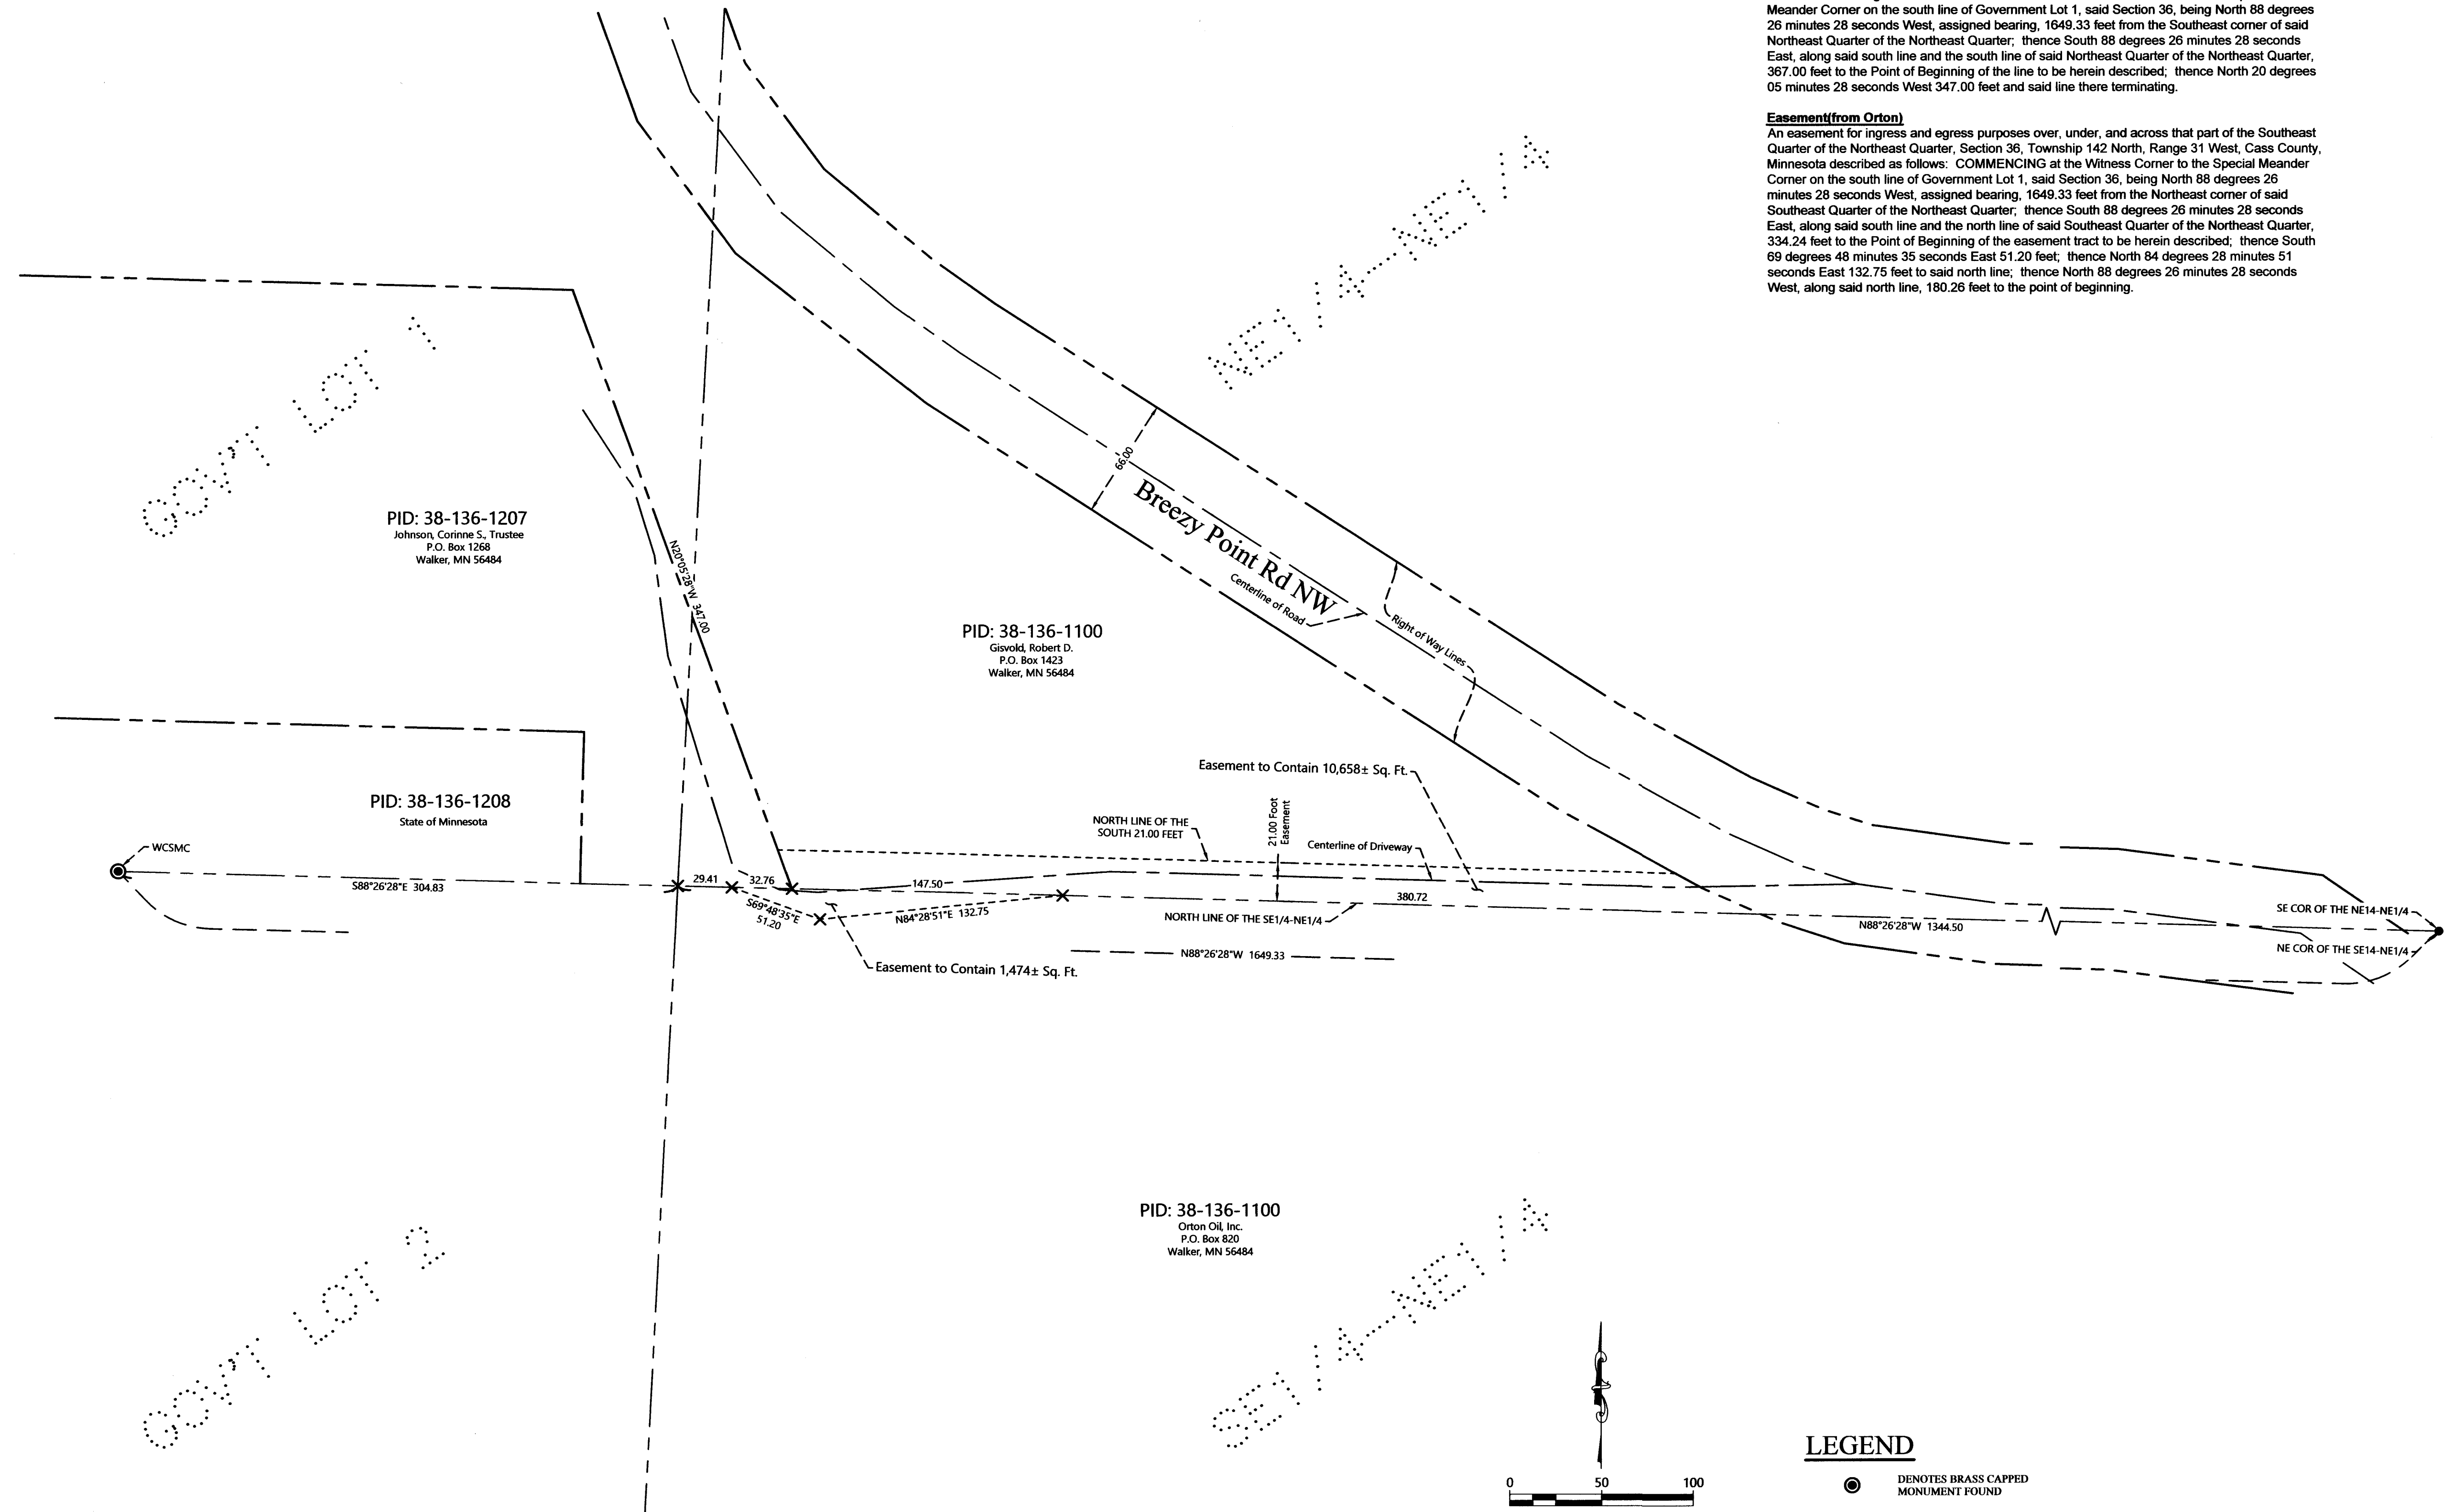 Meander Corner on the south line of Government Lot 1, said Section 36, being North 88 degrees
26 minutes 28 seconds West, assigned bearing, 1649.33 feet from the Southeast corner of said
Northeast Quarter of the Northeast Quarter; thence South 88 degrees 26 minutes 28 seconds
East, along said south line and the south line of said Northeast Quarter of the Northeast Quarter,
367.00 feet to the Point of Beginning of the line to be herein described; thence North 20 degrees
05 minutes 28 seconds West 347.00 feet and said line there terminating.
Easement(from Orton)
An easement for ingress and egress purposes over, under, and across that part of the Southeast
Quarter of the Northeast Quarter, Section 36, Township 142 North, Range 31 West, Cass County,
Minnesota described as follows: COMMENCING at the Witness Corner to the Special Meander
Corner on the south line of Government Lot 1, said Section 36, being North 88 degrees 26
minutes 28 seconds West, assigned bearing, 1649.33 feet from the Northeast corner of said
Southeast Quarter of the Northeast Quarter; thence South 88 degrees 26 minutes 28 seconds
East, along said south line and the north line of said Southeast Quarter of the Northeast Quarter,
334.24 feet to the Point of Beginning of the easement tract to be herein described; thence South
69 degrees 48 minutes 35 seconds East 51.20 feet; thence North 84 degrees 28 minutes 51
seconds East 132.75 feet to said north line; thence North 88 degrees 26 minutes 28 seconds
West, along said north line, 180.26 feet to the point of beginning.
NE1/4-NE1/4
GOV'T LOT 1
66.00
Breezy Point Rd NW
Centerline of Road
Right of Way Lines
PID: 38-136-1207
Johnson, Corinne S., Trustee
P.O. Box 1268
Walker, MN 56484
N20°05'28"W 347.00
PID: 38-136-1100
Gisvold, Robert D.
P.O. Box 1423
Walker, MN 56484
Easement to Contain 10,658± Sq. Ft.
PID: 38-136-1208
State of Minnesota
NORTH LINE OF THE
SOUTH 21.00 FEET
21.00 Foot
Easement
Centerline of Driveway
WCSMC
S88°26'28"E 304.83
29.41
32.76
147.50
380.72
S69°48'35"E
51.20
N84°28'51"E 132.75
NORTH LINE OF THE SE1/4-NE1/4
N88°26'28"W 1344.50
SE COR OF THE NE14-NE1/4
NE COR OF THE SE14-NE1/4
N88°26'28"W 1649.33
Easement to Contain 1,474± Sq. Ft.
PID: 38-136-1100
Orton Oil, Inc.
P.O. Box 820
Walker, MN 56484
GOV'T LOT 2
SE1/4-NE1/4
0 50 100
LEGEND
DENOTES BRASS CAPPED
MONUMENT FOUND